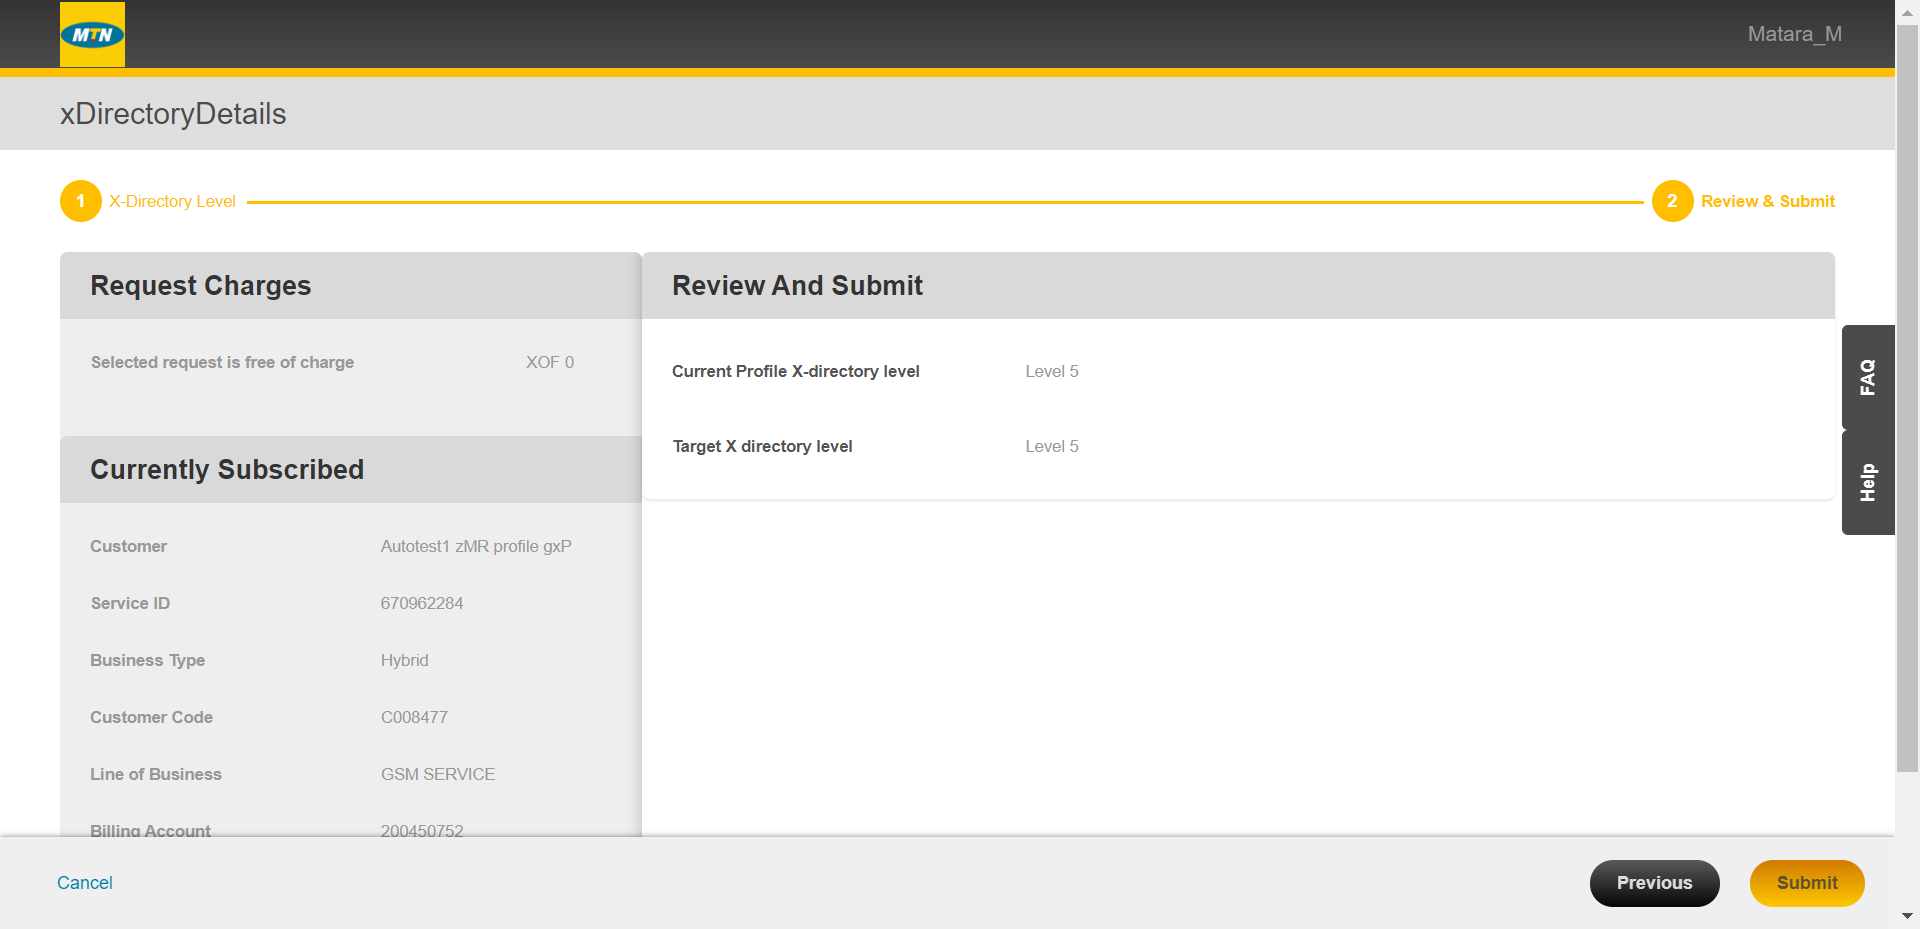 MTN
Matara_M
xDirectoryDetails
1 X-Directory Level
2 Review & Submit
Request Charges
Selected request is free of charge XOF 0
Currently Subscribed
Customer Autotest1 zMR profile gxP
Service ID 670962284
Business Type Hybrid
Customer Code C008477
Line of Business GSM SERVICE
Billing Account 200450752
Review And Submit
Current Profile X-directory level Level 5
Target X directory level Level 5
FAQ
Help
Cancel
Previous
Submit